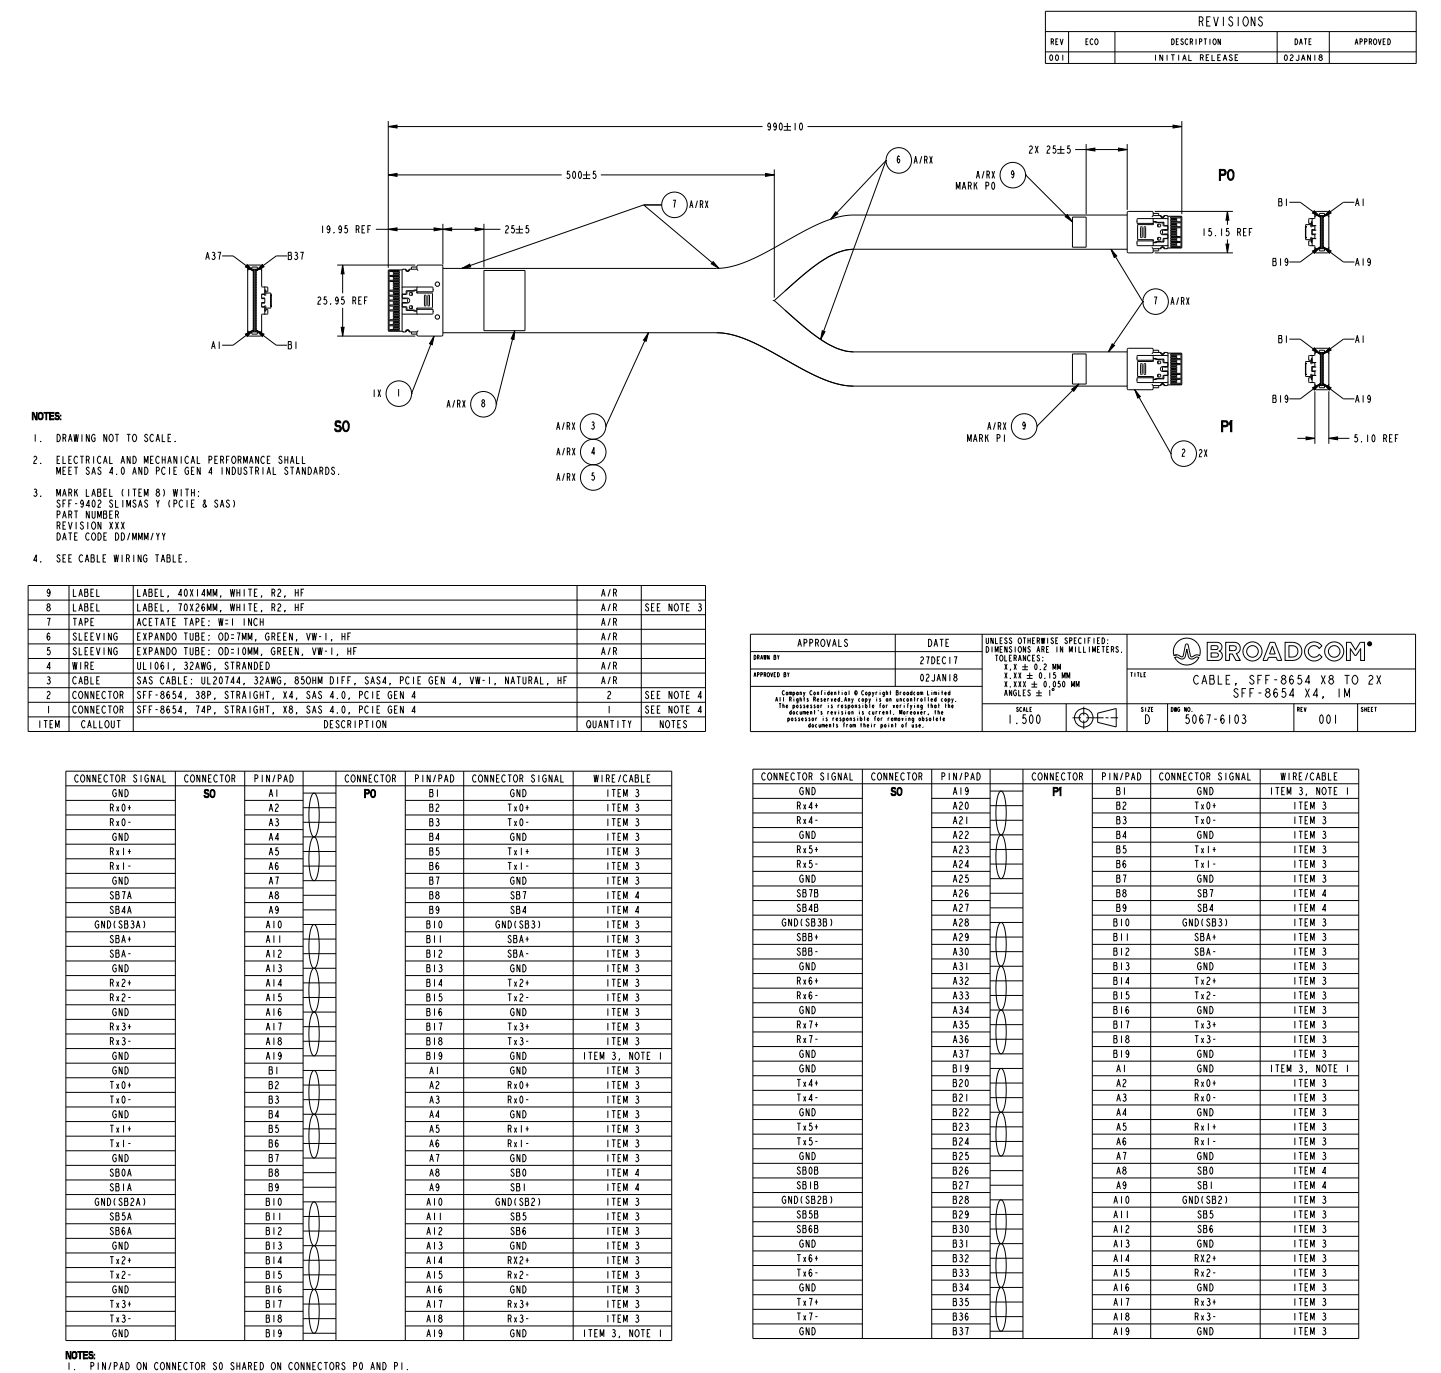 REVISIONS
REV ECO DESCRIPTION DATE APPROVED
001 INITIAL RELEASE 02JAN18
990±10
2X 25±5
6 A/RX
A/RX 9
MARK P0
P0
500±5
7 A/RX
B1 A1
19.95 REF
25±5
15.15 REF
A37 B37
B19 A19
25.95 REF
7 A/RX
A1 B1
B1 A1
1X 1
A/RX 8
B19 A19
S0
A/RX 3
A/RX 9
MARK P1
P1
5.10 REF
A/RX 4
2 2X
A/RX 5
NOTES:
1. DRAWING NOT TO SCALE.
2. ELECTRICAL AND MECHANICAL PERFORMANCE SHALL
MEET SAS 4.0 AND PCIE GEN 4 INDUSTRIAL STANDARDS.
3. MARK LABEL (ITEM 8) WITH:
SFF-9402 SLIMSAS Y (PCIE & SAS)
PART NUMBER
REVISION XXX
DATE CODE DD/MMM/YY
4. SEE CABLE WIRING TABLE.
9 LABEL LABEL, 40X14MM, WHITE, R2, HF A/R
8 LABEL LABEL, 70X26MM, WHITE, R2, HF A/R SEE NOTE 3
7 TAPE ACETATE TAPE: W=1 INCH A/R
6 SLEEVING EXPANDO TUBE: OD=7MM, GREEN, VW-1, HF A/R
5 SLEEVING EXPANDO TUBE: OD=10MM, GREEN, VW-1, HF A/R
4 WIRE UL1061, 32AWG, STRANDED A/R
3 CABLE SAS CABLE: UL20744, 32AWG, 85OHM DIFF, SAS4, PCIE GEN 4, VW-1, NATURAL, HF A/R
2 CONNECTOR SFF-8654, 38P, STRAIGHT, X4, SAS 4.0, PCIE GEN 4 2 SEE NOTE 4
1 CONNECTOR SFF-8654, 74P, STRAIGHT, X8, SAS 4.0, PCIE GEN 4 1 SEE NOTE 4
ITEM CALLOUT DESCRIPTION QUANTITY NOTES
APPROVALS DATE
DRAWN BY 27DEC17
APPROVED BY 02JAN18
Company Confidential © Copyright Broadcom Limited
All Rights Reserved.Any copy is an uncontrolled copy.
The possessor is responsible for verifying that the
document's revision is current. Moreover, the
possessor is responsible for removing obsolete
documents from their point of use.
UNLESS OTHERWISE SPECIFIED:
DIMENSIONS ARE IN MILLIMETERS.
TOLERANCES:
X.X ± 0.2 MM
X.XX ± 0.15 MM
X.XXX ± 0.050 MM
ANGLES ± 1°
SCALE
1.500
BROADCOM®
TITLE
CABLE, SFF-8654 X8 TO 2X
SFF-8654 X4, 1M
SIZE DWG NO. REV SHEET
D 5067-6103 001
CONNECTOR SIGNAL CONNECTOR PIN/PAD CONNECTOR PIN/PAD CONNECTOR SIGNAL WIRE/CABLE
GND S0 A1 P0 B1 GND ITEM 3
Rx0+ A2 B2 Tx0+ ITEM 3
Rx0- A3 B3 Tx0- ITEM 3
GND A4 B4 GND ITEM 3
Rx1+ A5 B5 Tx1+ ITEM 3
Rx1- A6 B6 Tx1- ITEM 3
GND A7 B7 GND ITEM 3
SB7A A8 B8 SB7 ITEM 4
SB4A A9 B9 SB4 ITEM 4
GND(SB3A) A10 B10 GND(SB3) ITEM 3
SBA+ A11 B11 SBA+ ITEM 3
SBA- A12 B12 SBA- ITEM 3
GND A13 B13 GND ITEM 3
Rx2+ A14 B14 Tx2+ ITEM 3
Rx2- A15 B15 Tx2- ITEM 3
GND A16 B16 GND ITEM 3
Rx3+ A17 B17 Tx3+ ITEM 3
Rx3- A18 B18 Tx3- ITEM 3
GND A19 B19 GND ITEM 3, NOTE 1
GND B1 A1 GND ITEM 3
Tx0+ B2 A2 Rx0+ ITEM 3
Tx0- B3 A3 Rx0- ITEM 3
GND B4 A4 GND ITEM 3
Tx1+ B5 A5 Rx1+ ITEM 3
Tx1- B6 A6 Rx1- ITEM 3
GND B7 A7 GND ITEM 3
SB0A B8 A8 SB0 ITEM 4
SB1A B9 A9 SB1 ITEM 4
GND(SB2A) B10 A10 GND(SB2) ITEM 3
SB5A B11 A11 SB5 ITEM 3
SB6A B12 A12 SB6 ITEM 3
GND B13 A13 GND ITEM 3
Tx2+ B14 A14 RX2+ ITEM 3
Tx2- B15 A15 Rx2- ITEM 3
GND B16 A16 GND ITEM 3
Tx3+ B17 A17 Rx3+ ITEM 3
Tx3- B18 A18 Rx3- ITEM 3
GND B19 A19 GND ITEM 3, NOTE 1
NOTES:
1. PIN/PAD ON CONNECTOR S0 SHARED ON CONNECTORS P0 AND P1.
CONNECTOR SIGNAL CONNECTOR PIN/PAD CONNECTOR PIN/PAD CONNECTOR SIGNAL WIRE/CABLE
GND S0 A19 P1 B1 GND ITEM 3, NOTE 1
Rx4+ A20 B2 Tx0+ ITEM 3
Rx4- A21 B3 Tx0- ITEM 3
GND A22 B4 GND ITEM 3
Rx5+ A23 B5 Tx1+ ITEM 3
Rx5- A24 B6 Tx1- ITEM 3
GND A25 B7 GND ITEM 3
SB7B A26 B8 SB7 ITEM 4
SB4B A27 B9 SB4 ITEM 4
GND(SB3B) A28 B10 GND(SB3) ITEM 3
SBB+ A29 B11 SBA+ ITEM 3
SBB- A30 B12 SBA- ITEM 3
GND A31 B13 GND ITEM 3
Rx6+ A32 B14 Tx2+ ITEM 3
Rx6- A33 B15 Tx2- ITEM 3
GND A34 B16 GND ITEM 3
Rx7+ A35 B17 Tx3+ ITEM 3
Rx7- A36 B18 Tx3- ITEM 3
GND A37 B19 GND ITEM 3
GND B19 A1 GND ITEM 3, NOTE 1
Tx4+ B20 A2 Rx0+ ITEM 3
Tx4- B21 A3 Rx0- ITEM 3
GND B22 A4 GND ITEM 3
Tx5+ B23 A5 Rx1+ ITEM 3
Tx5- B24 A6 Rx1- ITEM 3
GND B25 A7 GND ITEM 3
SB0B B26 A8 SB0 ITEM 4
SB1B B27 A9 SB1 ITEM 4
GND(SB2B) B28 A10 GND(SB2) ITEM 3
SB5B B29 A11 SB5 ITEM 3
SB6B B30 A12 SB6 ITEM 3
GND B31 A13 GND ITEM 3
Tx6+ B32 A14 RX2+ ITEM 3
Tx6- B33 A15 Rx2- ITEM 3
GND B34 A16 GND ITEM 3
Tx7+ B35 A17 Rx3+ ITEM 3
Tx7- B36 A18 Rx3- ITEM 3
GND B37 A19 GND ITEM 3